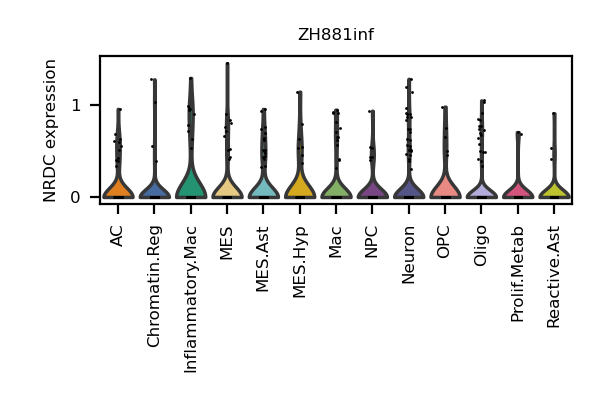 ZH881inf
NRDC expression
1
0
AC
Chromatin.Reg
Inflammatory.Mac
MES
MES.Ast
MES.Hyp
Mac
NPC
Neuron
OPC
Oligo
Prolif.Metab
Reactive.Ast